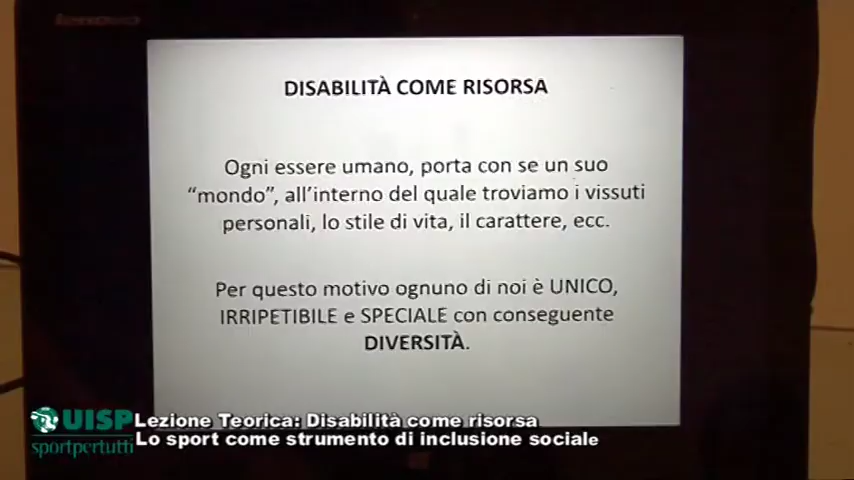 lenovo
DISABILITÀ COME RISORSA
Ogni essere umano, porta con se un suo
“mondo”, all’interno del quale troviamo i vissuti
personali, lo stile di vita, il carattere, ecc.
Per questo motivo ognuno di noi è UNICO,
IRRIPETIBILE e SPECIALE con conseguente
DIVERSITÀ.
UISP
sportpertutti
Lezione Teorica: Disabilità come risorsa
Lo sport come strumento di inclusione sociale